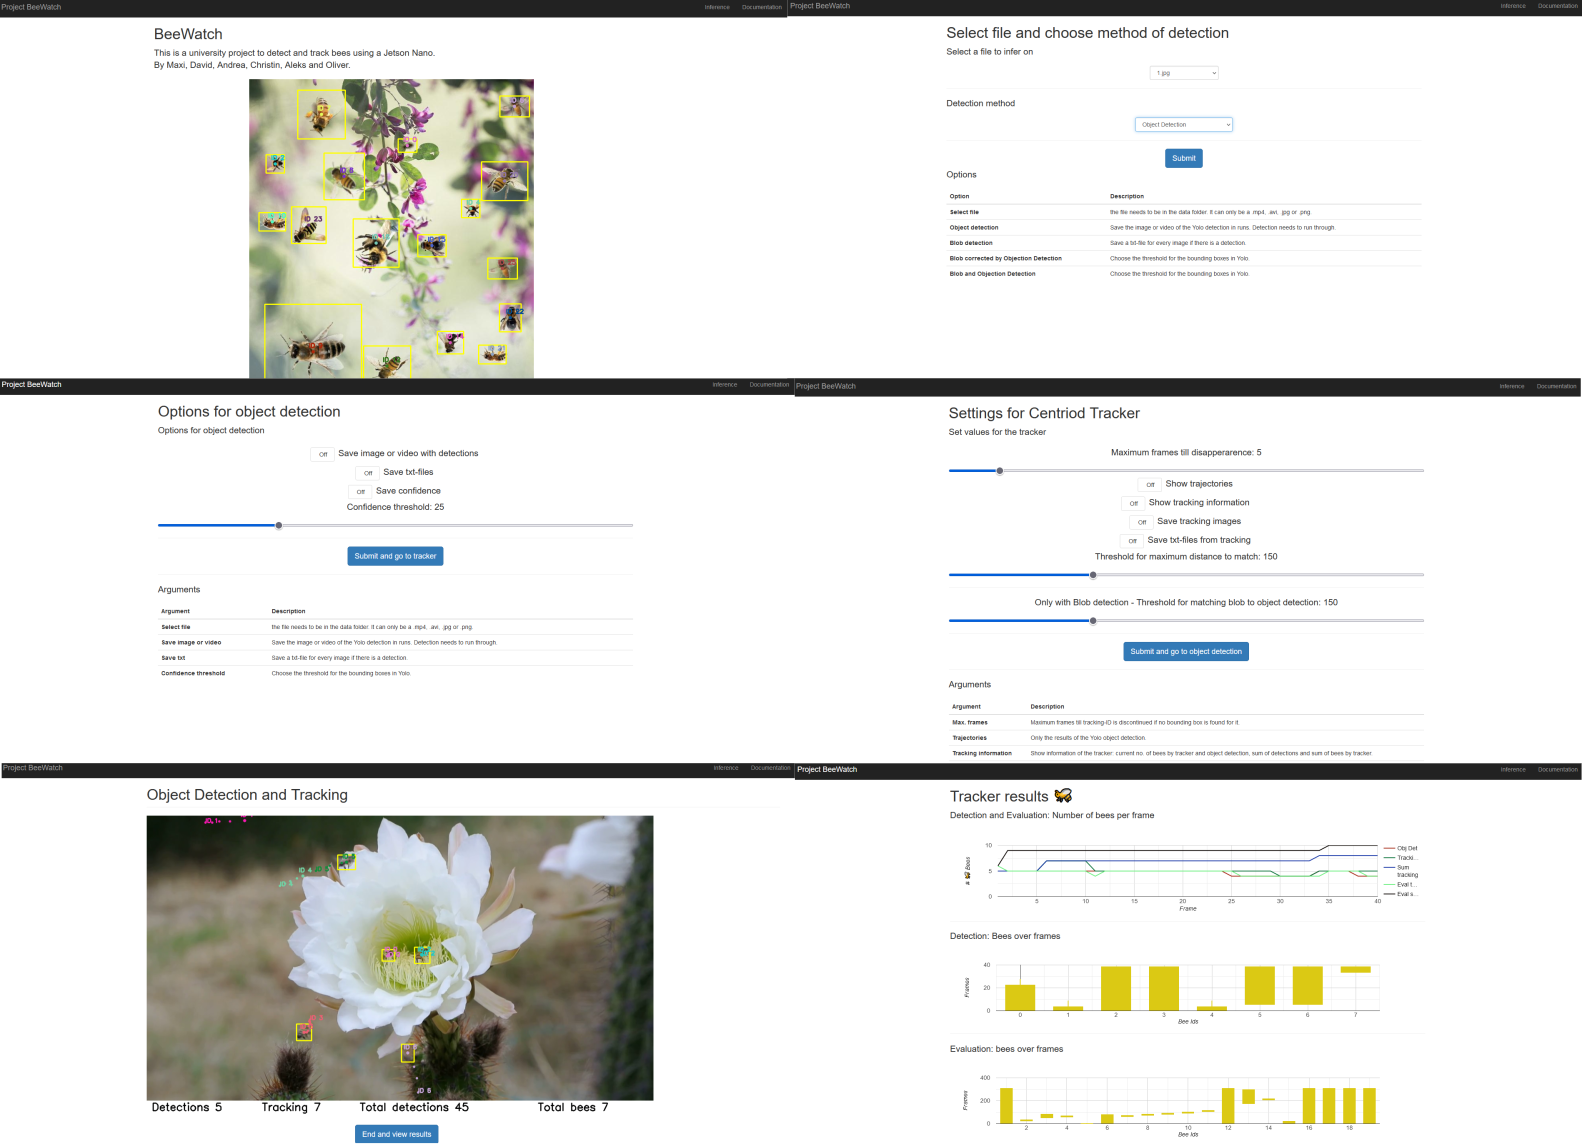 Project BeeWatch
Inference Documentation
BeeWatch
This is a university project to detect and track bees using a Jetson Nano.
By Maxi, David, Andrea, Christin, Aleks and Oliver.
ID 8
ID 23
Project BeeWatch
Inference Documentation
Select file and choose method of detection
Select a file to infer on
1.jpg
Detection method
Object Detection
Submit
Options
Option Description
Select file the file needs to be in the data folder. It can only be a .mp4, .avi, .jpg or .png.
Object detection Save the image or video of the Yolo detection in runs. Detection needs to run through.
Blob detection Save a txt-file for every image if there is a detection.
Blob corrected by Objection Detection Choose the threshold for the bounding boxes in Yolo.
Blob and Objection Detection Choose the threshold for the bounding boxes in Yolo.
Project BeeWatch
Inference Documentation
Options for object detection
Options for object detection
Off Save image or video with detections
Off Save txt-files
Off Save confidence
Confidence threshold: 25
Submit and go to tracker
Arguments
Argument Description
Select file the file needs to be in the data folder. It can only be a .mp4, .avi, .jpg or .png.
Save image or video Save the image or video of the Yolo detection in runs. Detection needs to run through.
Save txt Save a txt-file for every image if there is a detection.
Confidence threshold Choose the threshold for the bounding boxes in Yolo.
Project BeeWatch
Inference Documentation
Settings for Centriod Tracker
Set values for the tracker
Maximum frames till disapperarence: 5
Off Show trajectories
Off Show tracking information
Off Save tracking images
Off Save txt-files from tracking
Threshold for maximum distance to match: 150
Only with Blob detection - Threshold for matching blob to object detection: 150
Submit and go to object detection
Arguments
Argument Description
Max. frames Maximum frames till tracking-ID is discontinued if no bounding box is found for it.
Trajectories Only the results of the Yolo object detection.
Tracking information Show information of the tracker: current no. of bees by tracker and object detection, sum of detections and sum of bees by tracker.
Project BeeWatch
Inference Documentation
Object Detection and Tracking
ID 4
ID 5
ID 6
Detections 5 Tracking 7 Total detections 45 Total bees 7
End and view results
Project BeeWatch
Inference Documentation
Tracker results
Detection and Evaluation: Number of bees per frame
10
5
0
Bees
5 10 15 20 25 30 35 40
Frame
Obj Det
Tracki...
Sum
tracking
Eval t...
Eval s...
Detection: Bees over frames
40
20
0
Frames
0 1 2 3 4 5 6 7
Bee Ids
Evaluation: bees over frames
400
200
0
Frames
2 4 6 8 10 12 14 16 18
Bee Ids